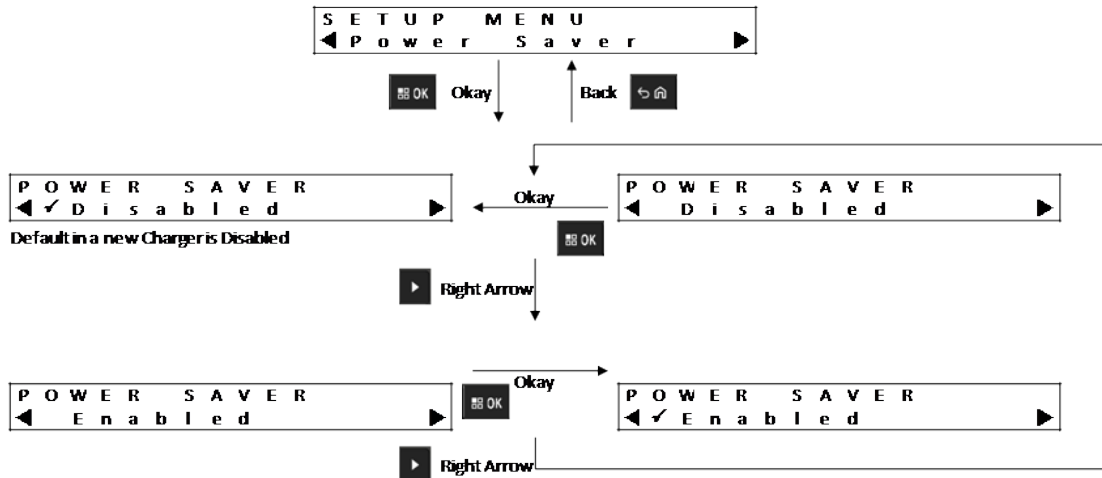 SETUP MENU
◀Power Saver ▶
OK Okay Back
POWER SAVER
◀✓Disabled ▶
Default in a new Charger is Disabled
Okay
OK
POWER SAVER
◀ Disabled ▶
Right Arrow
POWER SAVER
◀ Enabled ▶
Okay
OK
POWER SAVER
◀✓Enabled ▶
Right Arrow